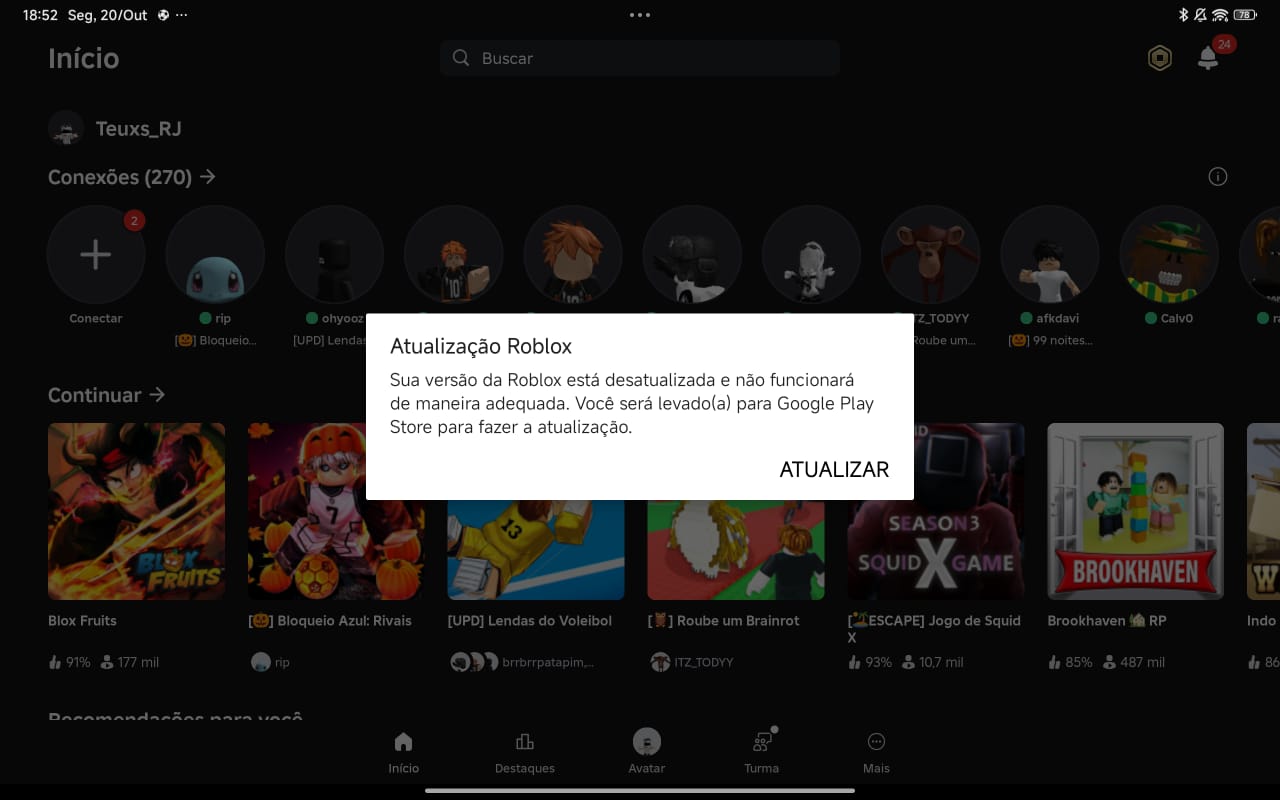 18:52 Seg, 20/Out
78
Início
Buscar
24
Teuxs_RJ
Conexões (270)
2
10
10
Conectar
rip
ohyooz
TZ_TODYY
afkdavi
Calv0
[🎃] Bloqueio...
[UPD] Lendas
Roube um...
[🎃] 99 noites...
Atualização Roblox
Sua versão da Roblox está desatualizada e não funcionará
de maneira adequada. Você será levado(a) para Google Play
Store para fazer a atualização.
ATUALIZAR
Continuar
BLOX
FRUITS
7
13
SEASON 3
SQUID X GAME
BROOKHAVEN
W
Blox Fruits
[🎃] Bloqueio Azul: Rivais
[UPD] Lendas do Voleibol
Roube um Brainrot
[🏝️ESCAPE] Jogo de Squid
X
Brookhaven 🏡 RP
Indo
91% 177 mil
rip
brrbrrpatapim,...
ITZ_TODYY
93% 10,7 mil
85% 487 mil
86
Recomendações para você
Início
Destaques
Avatar
Turma
Mais